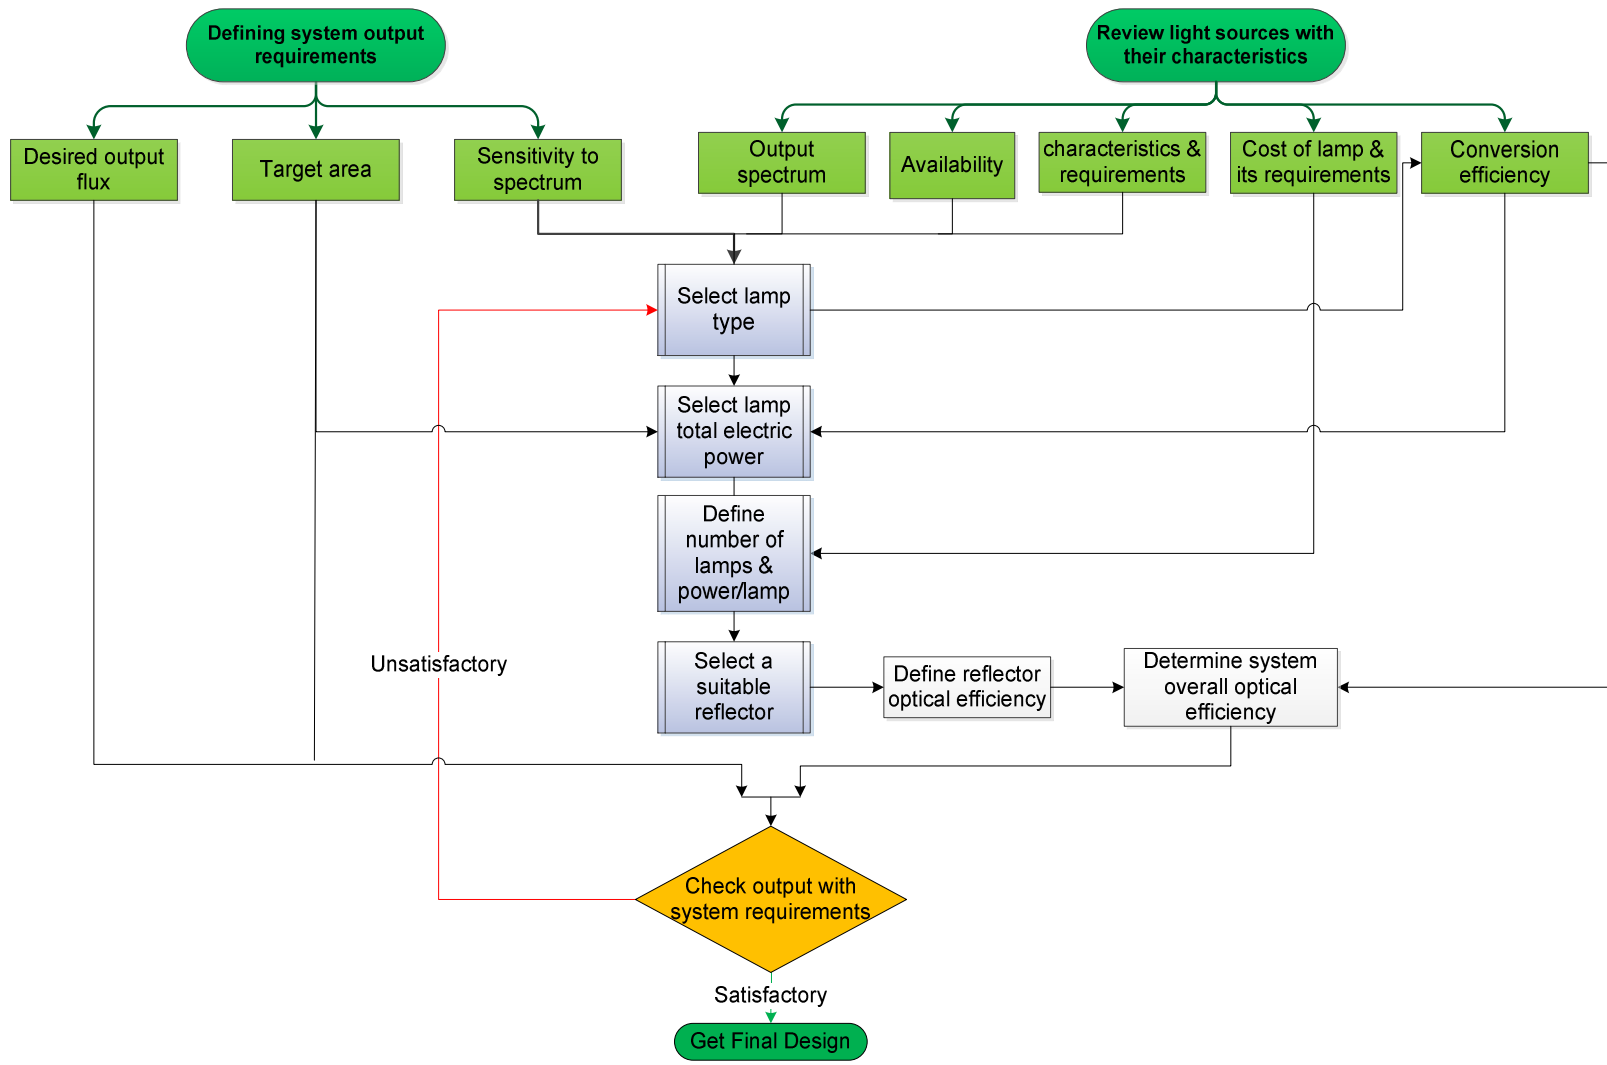 Defining system output
requirements
Review light sources with
their characteristics
Desired output
flux
Target area
Sensitivity to
spectrum
Output
spectrum
Availability
characteristics &
requirements
Cost of lamp &
its requirements
Conversion
efficiency
Select lamp
type
Select lamp
total electric
power
Define
number of
lamps &
power/lamp
Unsatisfactory
Select a
suitable
reflector
Define reflector
optical efficiency
Determine system
overall optical
efficiency
Check output with
system requirements
Satisfactory
Get Final Design